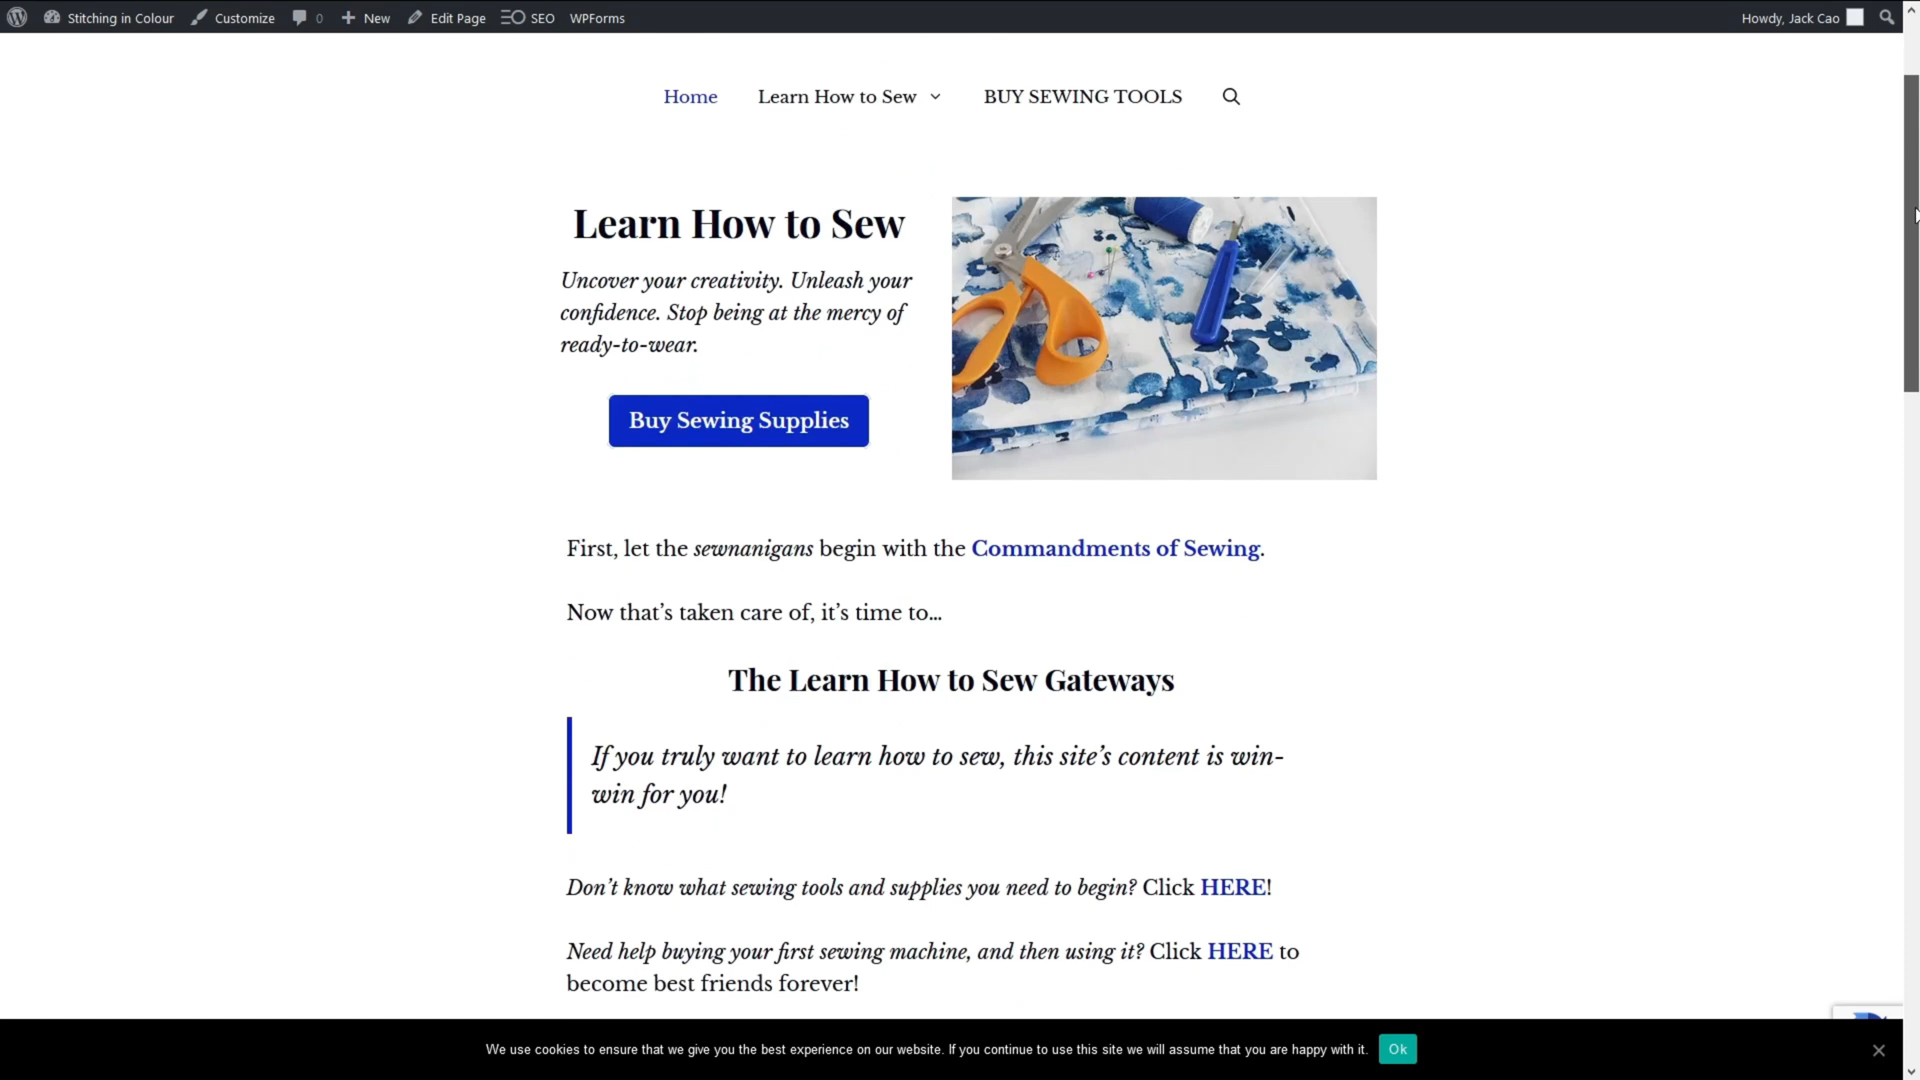 Stitching in Colour Customize 0 New Edit Page SEO WPForms Howdy, Jack Cao
Home Learn How to Sew BUY SEWING TOOLS
Learn How to Sew
Uncover your creativity. Unleash your
confidence. Stop being at the mercy of
ready-to-wear.
Buy Sewing Supplies
First, let the sewnanigans begin with the Commandments of Sewing.
Now that’s taken care of, it’s time to…
The Learn How to Sew Gateways
If you truly want to learn how to sew, this site’s content is win-
win for you!
Don’t know what sewing tools and supplies you need to begin? Click HERE!
Need help buying your first sewing machine, and then using it? Click HERE to
become best friends forever!
We use cookies to ensure that we give you the best experience on our website. If you continue to use this site we will assume that you are happy with it. Ok